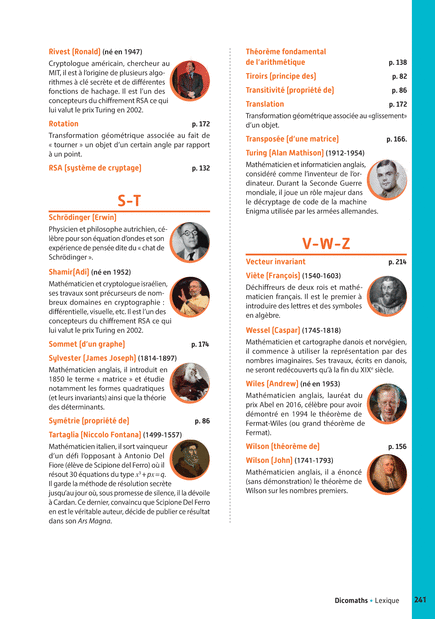 Rivest (Ronald) (né en 1947)
Cryptologue américain, chercheur au
MIT, il est à l'origine de plusieurs algo-
rithmes à clé secrète et de différentes
fonctions de hachage. Il est l'un des
concepteurs du chiffrement RSA ce qui
lui valut le prix Turing en 2002.
Rotation p. 172
Transformation géométrique associée au fait de
« tourner » un objet d'un certain angle par rapport
à un point.
RSA (système de cryptage) p. 132
S-T
Schrödinger (Erwin)
Physicien et philosophe autrichien, cé-
lèbre pour son équation d'ondes et son
expérience de pensée dite du « chat de
Schrödinger ».
Shamir(Adi) (né en 1952)
Mathématicien et cryptologue israélien,
ses travaux sont précurseurs de nom-
breux domaines en cryptographie :
différentielle, visuelle, etc. Il est l'un des
concepteurs du chiffrement RSA ce qui
lui valut le prix Turing en 2002.
Sommet (d'un graphe) p. 174
Sylvester (James Joseph) (1814-1897)
Mathématicien anglais, il introduit en
1850 le terme « matrice » et étudie
notamment les formes quadratiques
(et leurs invariants) ainsi que la théorie
des déterminants.
Symétrie (propriété de) p. 86
Tartaglia (Niccolo Fontana) (1499-1557)
Mathématicien italien, il sort vainqueur
d'un défi l'opposant à Antonio Del
Fiore (élève de Scipione del Ferro) où il
résout 30 équations du type x³+px=q.
Il garda la méthode de résolution secrète
jusqu'au jour où, sous promesse de silence, il la dévoile
à Cardan. Ce dernier, convaincu que Scipione Del Ferro
en est le véritable auteur, décide de publier ce résultat
dans son Ars Magna.
Théorème fondamental
de l'arithmétique p. 138
Tiroirs (principe des) p. 82
Transitivité (propriété de) p. 86
Translation p. 172
Transformation géométrique associée au «glissement»
d'un objet.
Transposée (d'une matrice) p. 166.
Turing (Alan Mathison) (1912-1954)
Mathématicien et informaticien anglais,
considéré comme l'inventeur de l'or-
dinateur. Durant la Seconde Guerre
mondiale, il joue un rôle majeur dans
le décryptage de code de la machine
Enigma utilisée par les armées allemandes.
V-W-Z
Vecteur invariant p. 214
Viète (François) (1540-1603)
Déchiffreurs de deux rois et mathé-
maticien français. Il est le premier à
introduire des lettres et des symboles
en algèbre.
Wessel (Caspar) (1745-1818)
Mathématicien et cartographe danois et norvégien,
il commence à utiliser la représentation par des
nombres imaginaires. Ses travaux, écrits en danois,
ne seront redécouverts qu'à la fin du XIXe siècle.
Wiles (Andrew) (né en 1953)
Mathématicien anglais, lauréat du
prix Abel en 2016, célèbre pour avoir
démontré en 1994 le théorème de
Fermat-Wiles (ou grand théorème de
Fermat).
Wilson (théorème de) p. 156
Wilson (John) (1741-1793)
Mathématicien anglais, il a énoncé
(sans démonstration) le théorème de
Wilson sur les nombres premiers.
Dicomaths • Lexique 241